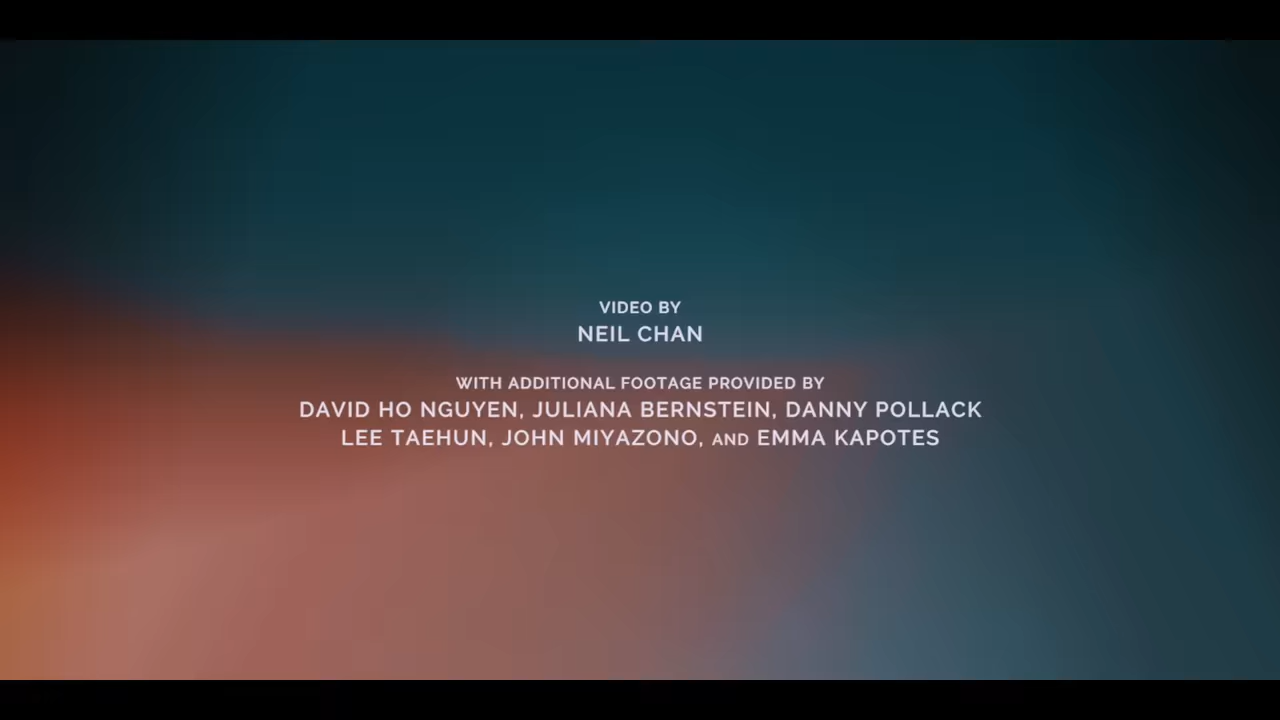 VIDEO BY
NEIL CHAN
WITH ADDITIONAL FOOTAGE PROVIDED BY
DAVID HO NGUYEN, JULIANA BERNSTEIN, DANNY POLLACK
LEE TAEHUN, JOHN MIYAZONO, AND EMMA KAPOTES